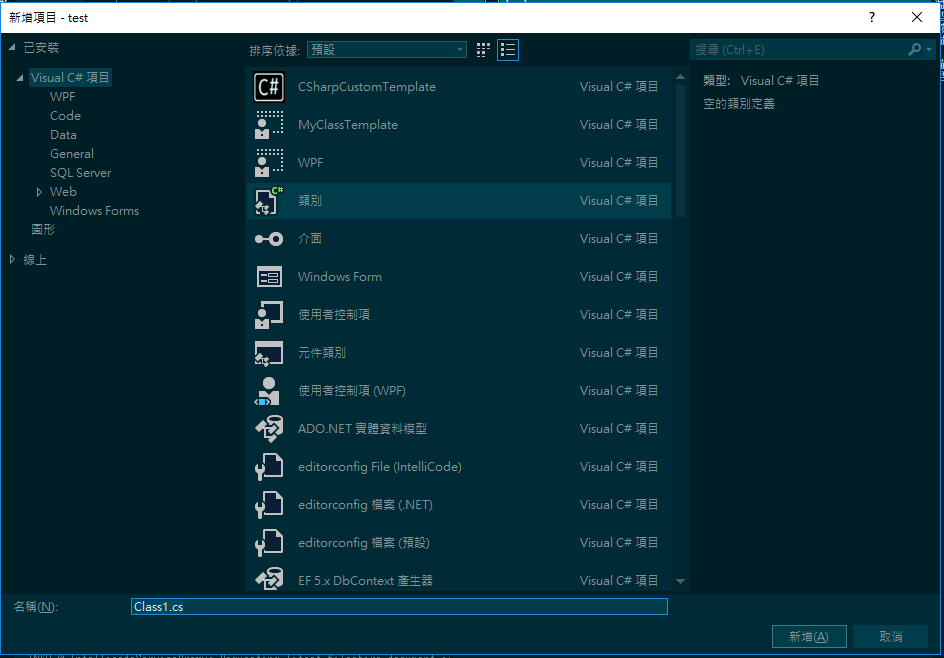 新增項目 - test
?
已安裝
排序依據: 預設
搜尋 (Ctrl+E)
Visual C# 項目
WPF
Code
Data
General
SQL Server
Web
Windows Forms
圖形
線上
CSharpCustomTemplate Visual C# 項目
MyClassTemplate Visual C# 項目
WPF Visual C# 項目
類別 Visual C# 項目
介面 Visual C# 項目
Windows Form Visual C# 項目
使用者控制項 Visual C# 項目
元件類別 Visual C# 項目
使用者控制項 (WPF) Visual C# 項目
ADO.NET 實體資料模型 Visual C# 項目
editorconfig File (IntelliCode) Visual C# 項目
editorconfig 檔案 (.NET) Visual C# 項目
editorconfig 檔案 (預設) Visual C# 項目
EF 5.x DbContext 產生器 Visual C# 項目
類型: Visual C# 項目
空的類別定義
名稱(N):
Class1.cs
新增(A)
取消